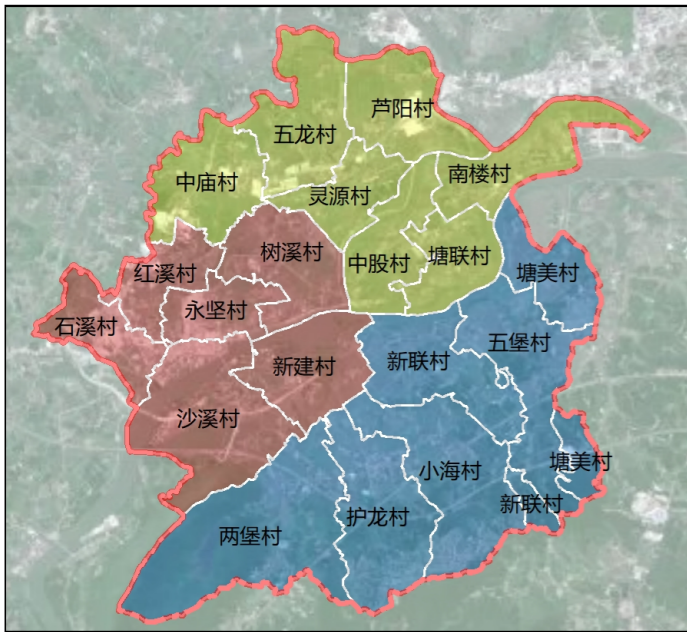 芦阳村
五龙村
南楼村
中庙村
灵源村
树溪村
中股村
塘联村
红溪村
塘美村
石溪村
永坚村
五堡村
新建村
新联村
沙溪村
小海村
塘美村
新联村
护龙村
两堡村